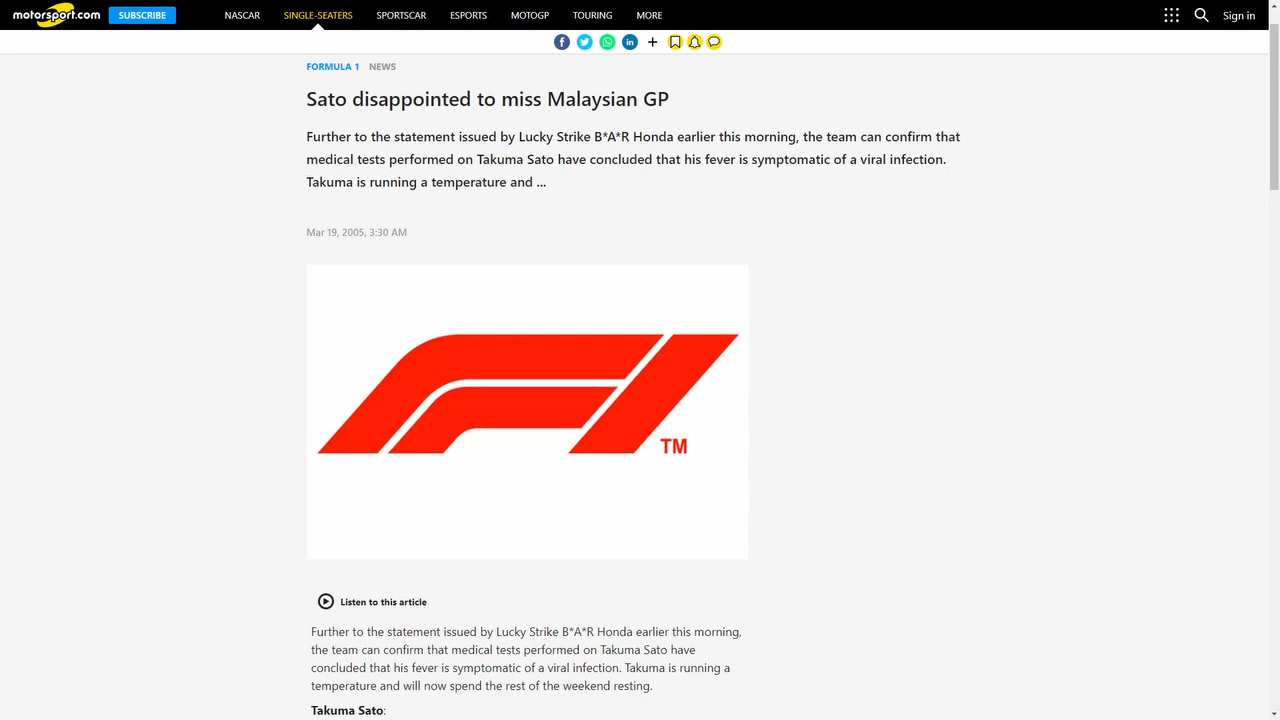 motorsport.com SUBSCRIBE NASCAR SINGLE-SEATERS SPORTSCAR ESPORTS MOTOGP TOURING MORE Sign in
FORMULA 1 NEWS
Sato disappointed to miss Malaysian GP
Further to the statement issued by Lucky Strike B*A*R Honda earlier this morning, the team can confirm that
medical tests performed on Takuma Sato have concluded that his fever is symptomatic of a viral infection.
Takuma is running a temperature and ...
Mar 19, 2005, 3:30 AM
F1
TM
Listen to this article
Further to the statement issued by Lucky Strike B*A*R Honda earlier this morning,
the team can confirm that medical tests performed on Takuma Sato have
concluded that his fever is symptomatic of a viral infection. Takuma is running a
temperature and will now spend the rest of the weekend resting.
Takuma Sato: